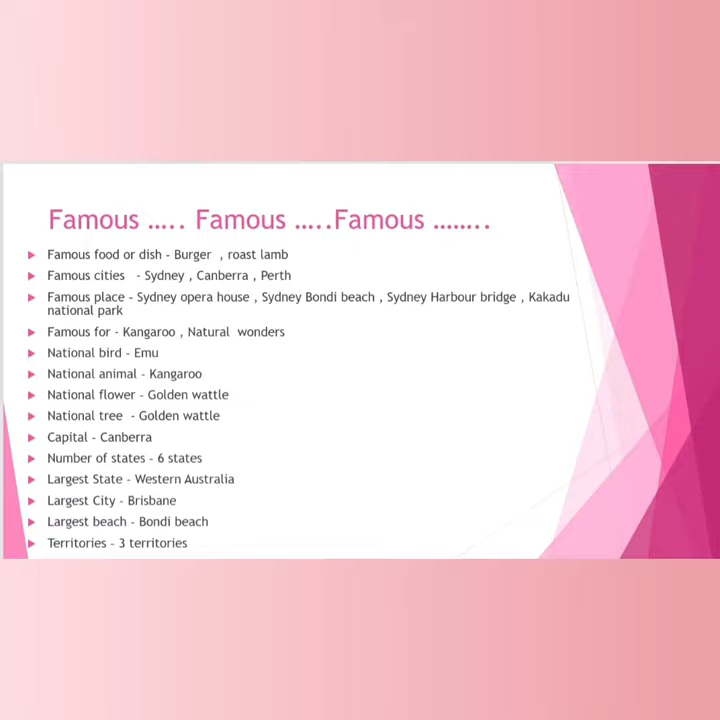 Famous ….. Famous …..Famous ……..
Famous food or dish - Burger , roast lamb
Famous cities - Sydney , Canberra , Perth
Famous place - Sydney opera house , Sydney Bondi beach , Sydney Harbour bridge , Kakadu
national park
Famous for - Kangaroo , Natural wonders
National bird - Emu
National animal - Kangaroo
National flower - Golden wattle
National tree - Golden wattle
Capital - Canberra
Number of states - 6 states
Largest State - Western Australia
Largest City - Brisbane
Largest beach - Bondi beach
Territories - 3 territories